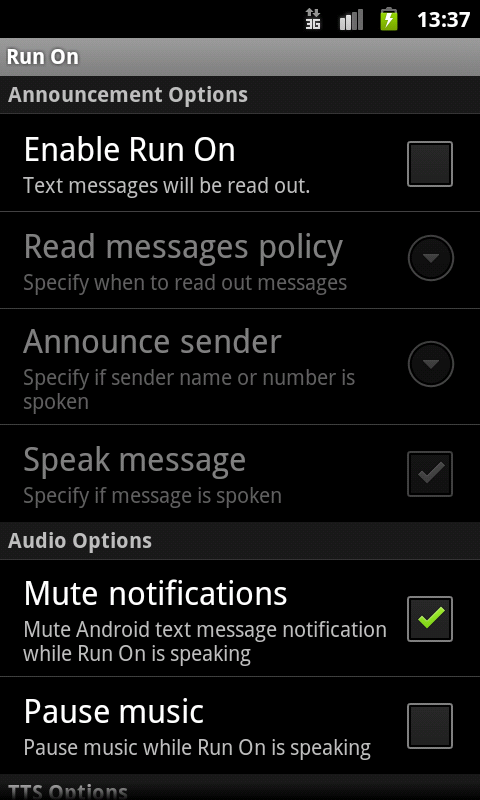 3G 13:37
Run On
Announcement Options
Enable Run On
Text messages will be read out.
Read messages policy
Specify when to read out messages
Announce sender
Specify if sender name or number is
spoken
Speak message
Specify if message is spoken
Audio Options
Mute notifications
Mute Android text message notification
while Run On is speaking
Pause music
Pause music while Run On is speaking
TTS Options